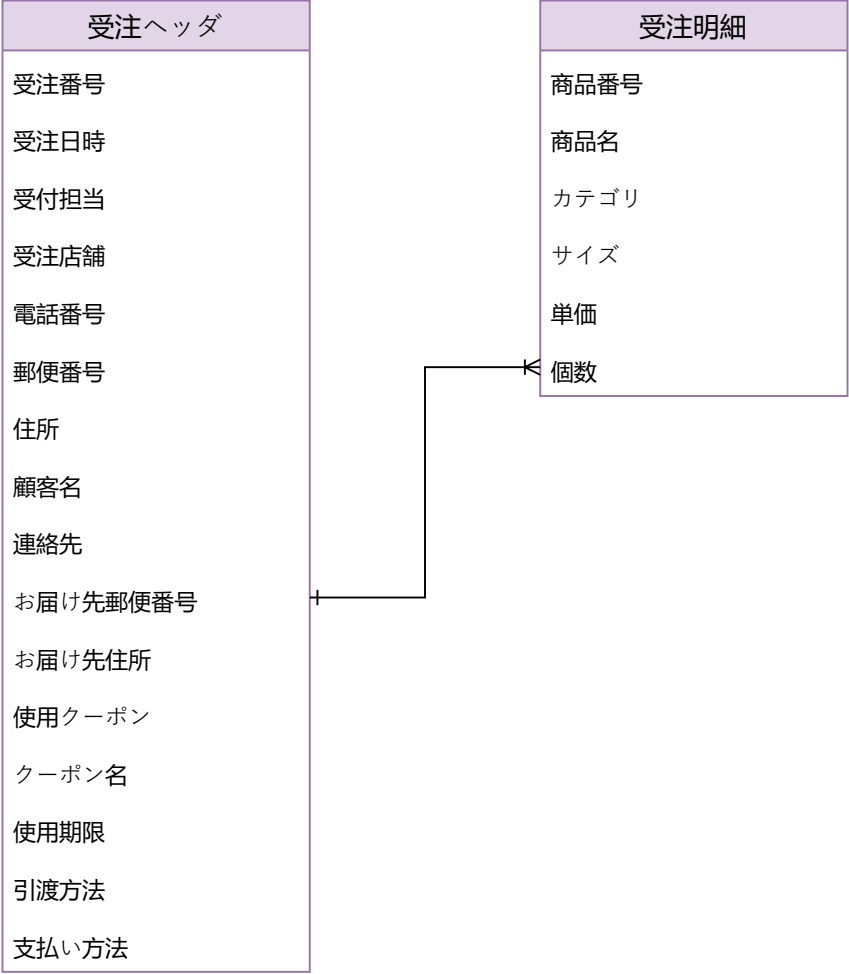 受注ヘッダ
受注番号
受注日時
受付担当
受注店舗
電話番号
郵便番号
住所
顧客名
連絡先
お届け先郵便番号
お届け先住所
使用クーポン
クーポン名
使用期限
引渡方法
支払い方法
受注明細
商品番号
商品名
カテゴリ
サイズ
単価
個数